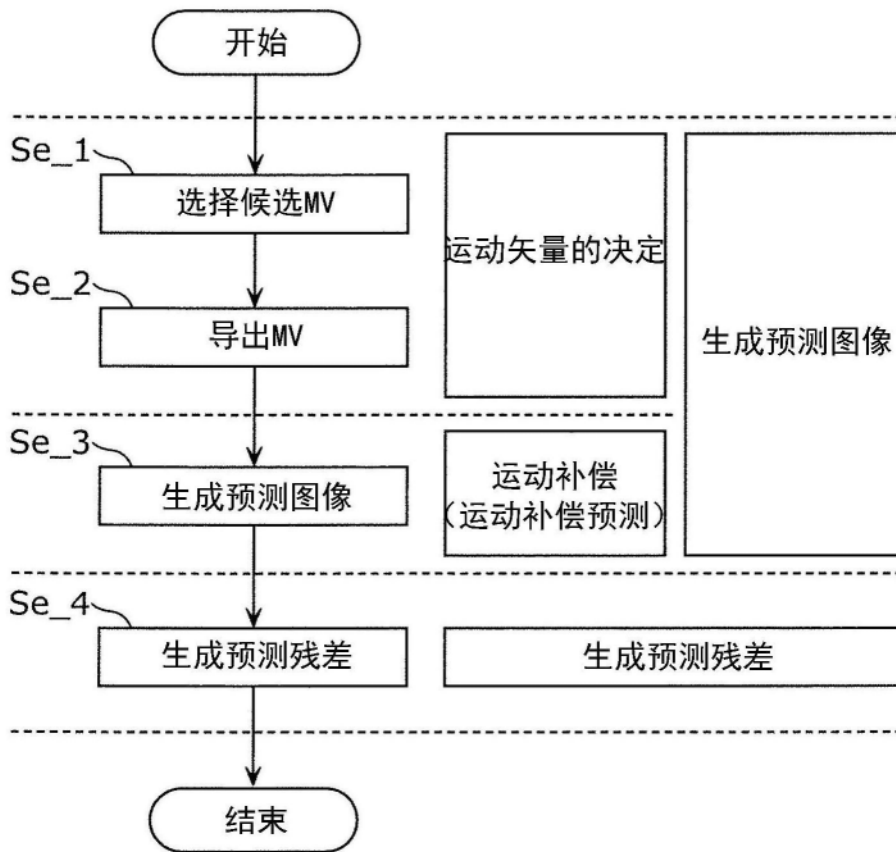 开始
Se_1
选择候选MV
运动矢量的决定
Se_2
导出MV
生成预测图像
Se_3
生成预测图像
运动补偿
(运动补偿预测)
Se_4
生成预测残差
生成预测残差
结束